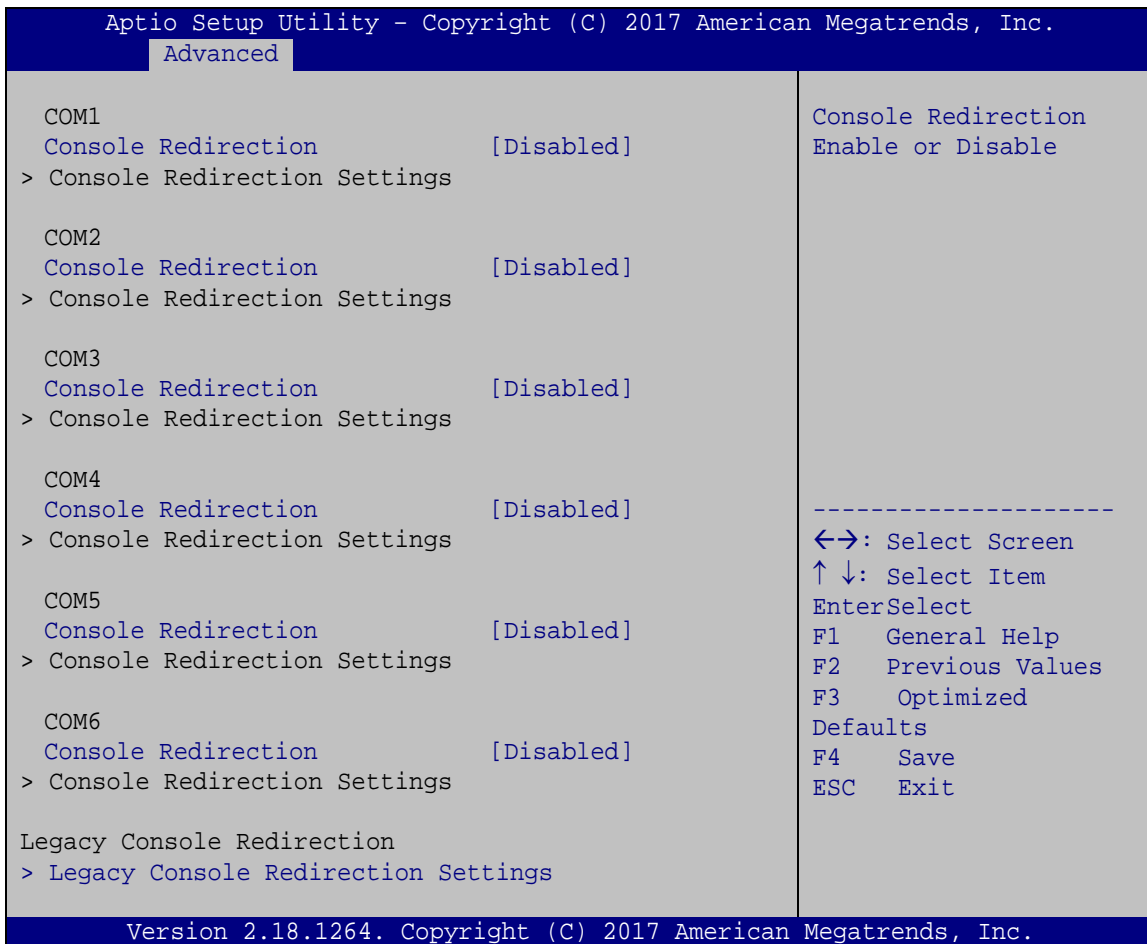 Aptio Setup Utility – Copyright (C) 2017 American Megatrends, Inc.
Advanced
COM1
Console Redirection [Disabled]
> Console Redirection Settings
COM2
Console Redirection [Disabled]
> Console Redirection Settings
COM3
Console Redirection [Disabled]
> Console Redirection Settings
COM4
Console Redirection [Disabled]
> Console Redirection Settings
COM5
Console Redirection [Disabled]
> Console Redirection Settings
COM6
Console Redirection [Disabled]
> Console Redirection Settings
Legacy Console Redirection
> Legacy Console Redirection Settings
Console Redirection
Enable or Disable
---------------------
←→: Select Screen
↑ ↓: Select Item
EnterSelect
F1 General Help
F2 Previous Values
F3 Optimized
Defaults
F4 Save
ESC Exit
Version 2.18.1264. Copyright (C) 2017 American Megatrends, Inc.